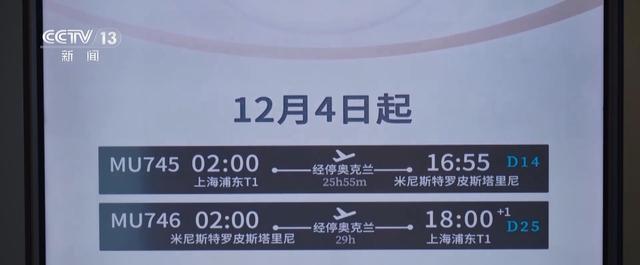 CCTV 13
新闻
12月4日起
MU745 02:00 经停奥克兰 16:55 D14
上海浦东T1 25h55m 米尼斯特罗皮斯塔里尼
MU746 02:00 经停奥克兰 18:00 +1 D25
米尼斯特罗皮斯塔里尼 29h 上海浦东T1